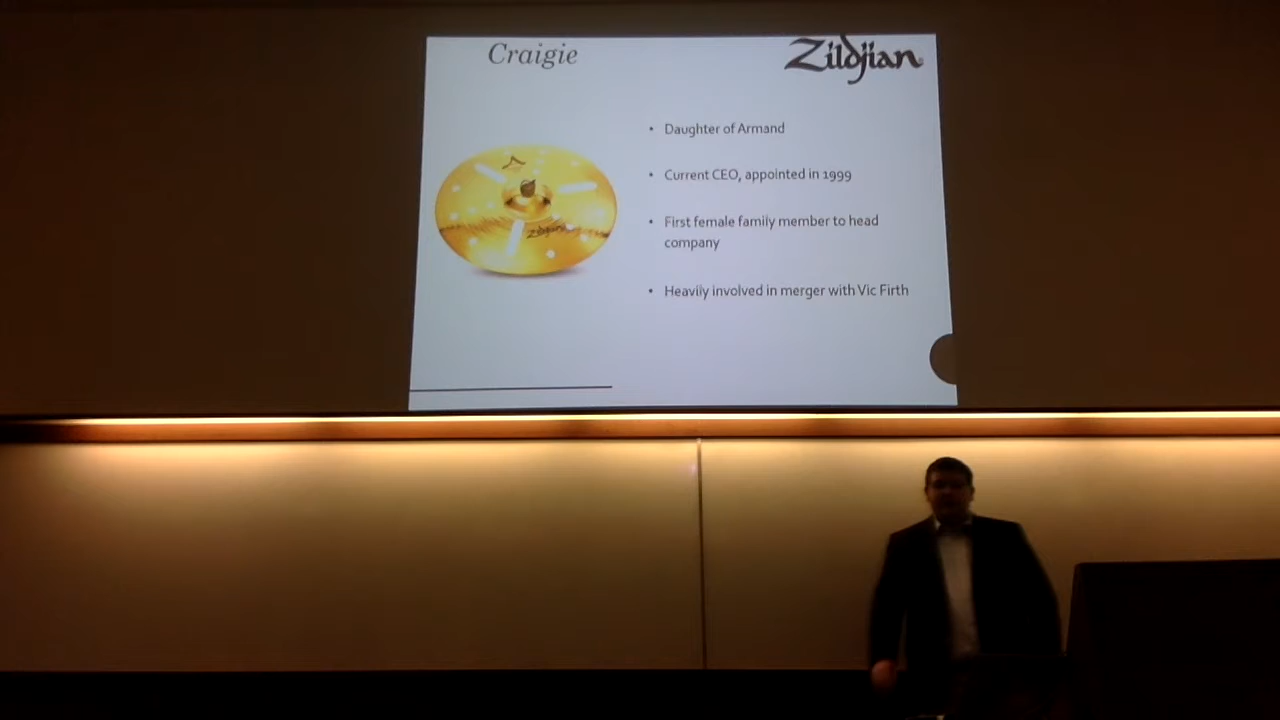 Craigie
Zildjian
• Daughter of Armand
• Current CEO, appointed in 1999
• First female family member to head
company
• Heavily involved in merger with Vic Firth
Zildjian